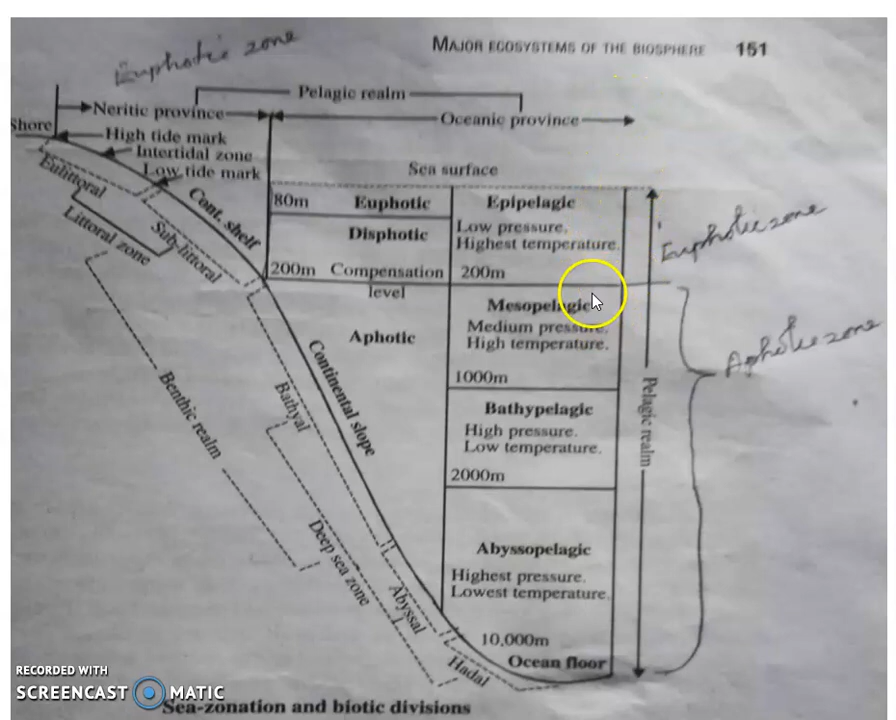 Euphotic zone
MAJOR ECOSYSTEMS OF THE BIOSPHERE 151
Pelagic realm
Neritic province
Oceanic province
Shore
High tide mark
Intertidal zone
Low tide mark
Sea surface
Eulittoral
Littoral zone
Sub-littoral
Cont. shelf
80m Euphotic
Disphotic
200m Compensation
level
Aphotic
Epipelagic
Low pressure.
Highest temperature.
200m
Mesopelagic
Medium pressure.
High temperature.
1000m
Bathypelagic
High pressure.
Low temperature.
2000m
Abyssopelagic
Highest pressure.
Lowest temperature.
10,000m
Ocean floor
Pelagic realm
Euphotic zone
Aphotic zone
Continental slope
Bathyal
Benthic realm
Deep sea zone
Abyssal
Hadal
RECORDED WITH
SCREENCAST MATIC
Sea-zonation and biotic divisions